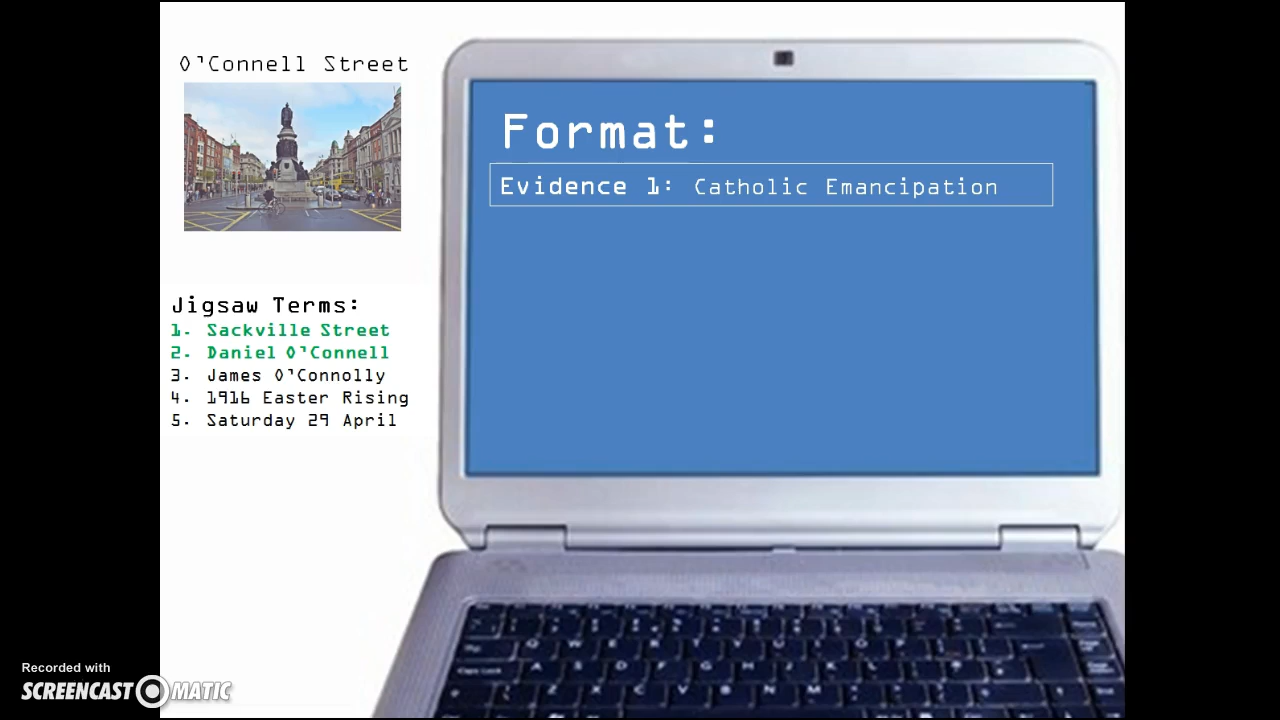 O'Connell Street
Format:
Evidence 1: Catholic Emancipation
Jigsaw Terms:
1. Sackville Street
2. Daniel O'Connell
3. James O'Connolly
4. 1916 Easter Rising
5. Saturday 29 April
Recorded with
SCREENCAST O MATIC